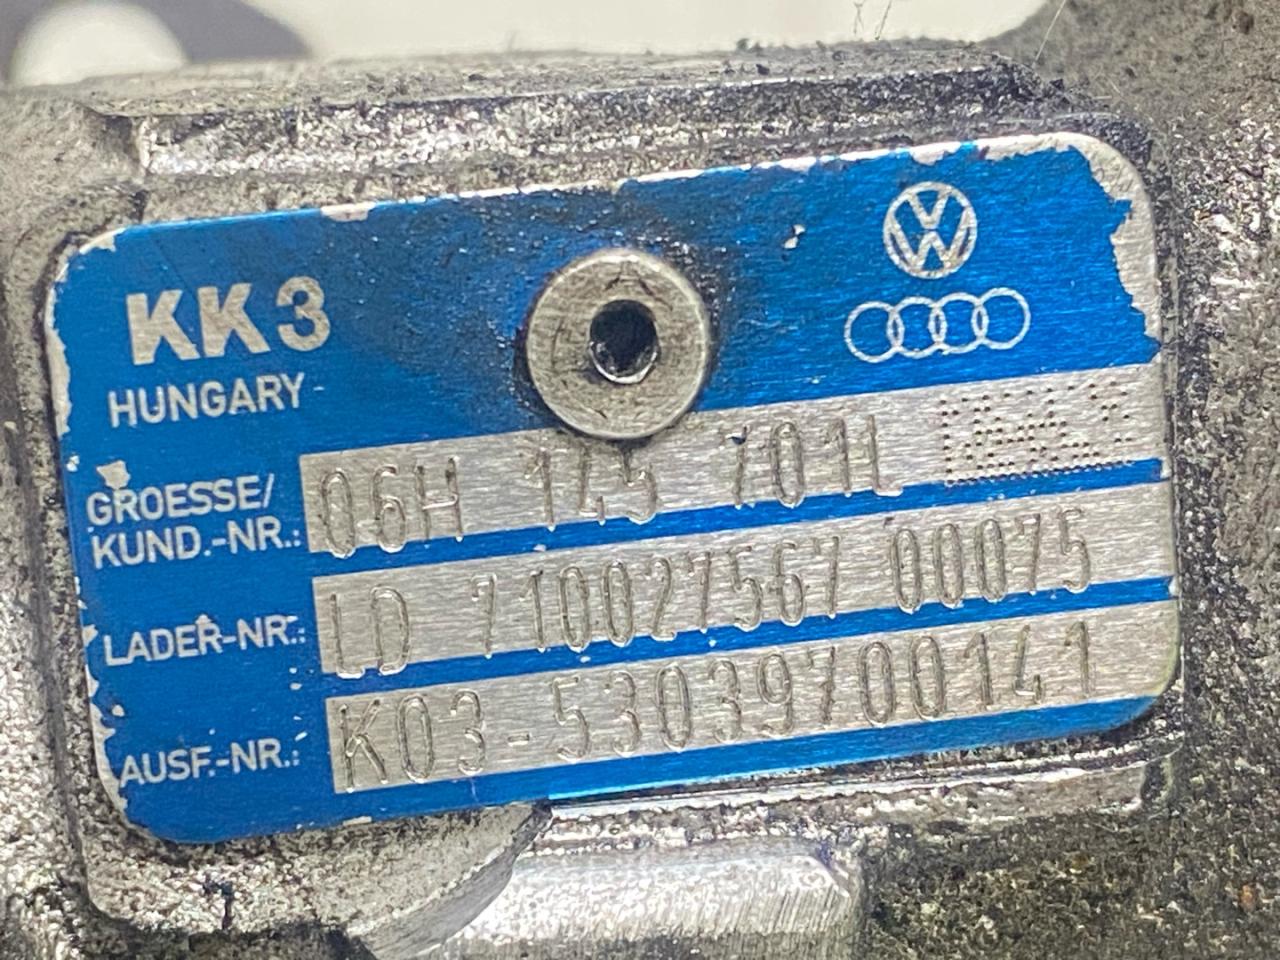 KK3
HUNGARY
GROESSE/
KUND.-NR.: 06H 145 701L
LADER-NR.: LD 710027567 00075
AUSF.-NR.: K03-53039700141